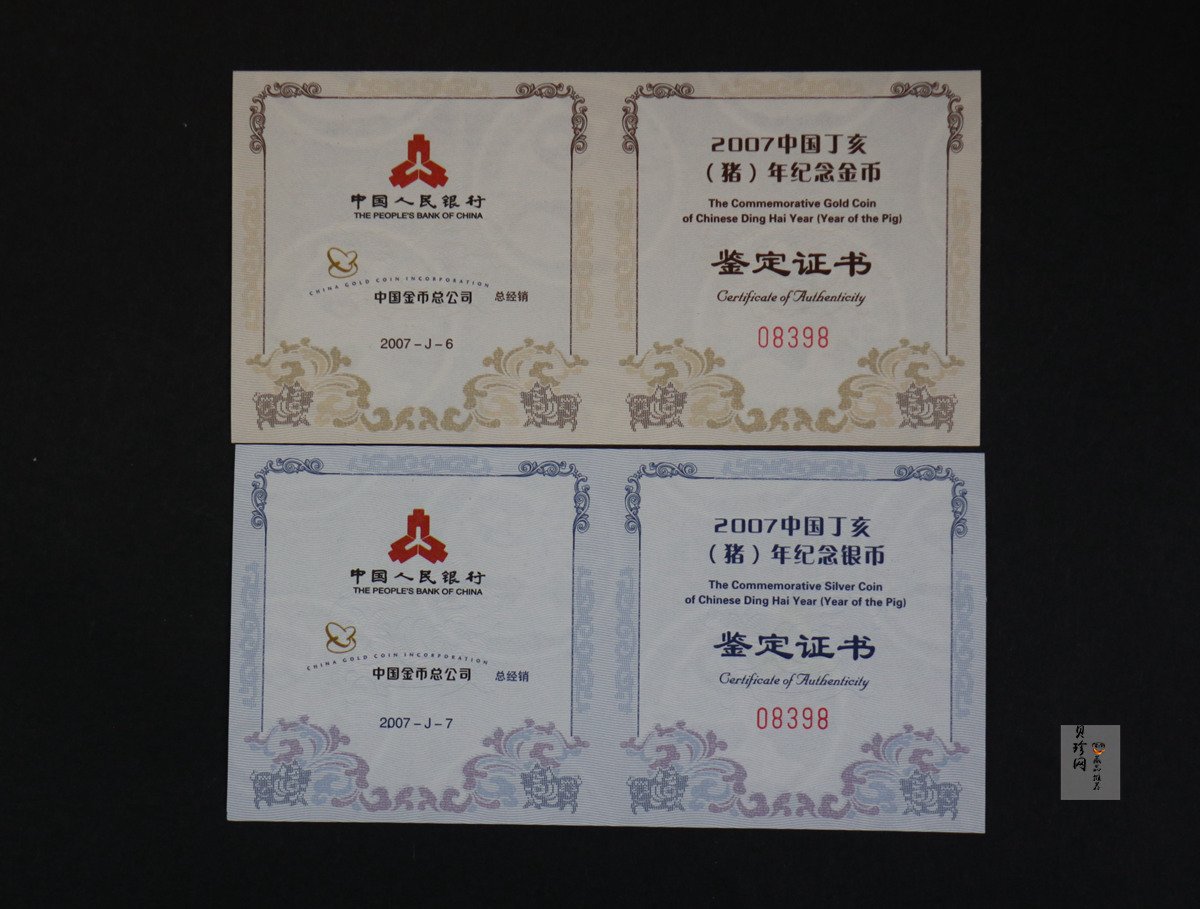 中国人民银行
THE PEOPLE'S BANK OF CHINA
CHINA GOLD COIN INCORPORATION
中国金币总公司 总经销
2007-J-6
2007中国丁亥
（猪）年纪念金币
The Commemorative Gold Coin
of Chinese Ding Hai Year (Year of the Pig)
鉴定证书
Certificate of Authenticity
08398
中国人民银行
THE PEOPLE'S BANK OF CHINA
CHINA GOLD COIN INCORPORATION
中国金币总公司 总经销
2007-J-7
2007中国丁亥
（猪）年纪念银币
The Commemorative Silver Coin
of Chinese Ding Hai Year (Year of the Pig)
鉴定证书
Certificate of Authenticity
08398
贝珍网